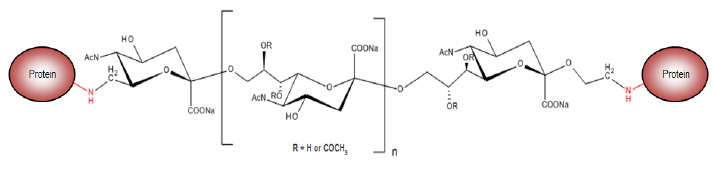 Protein
N
H
H2
C
AcN
HO
O
COONa
O
OR
RO
AcN
HO
O
COONa
R = H or COCH3
n
O
OR
OR
AcN
HO
O
COONa
O
H2
C
N
H
Protein